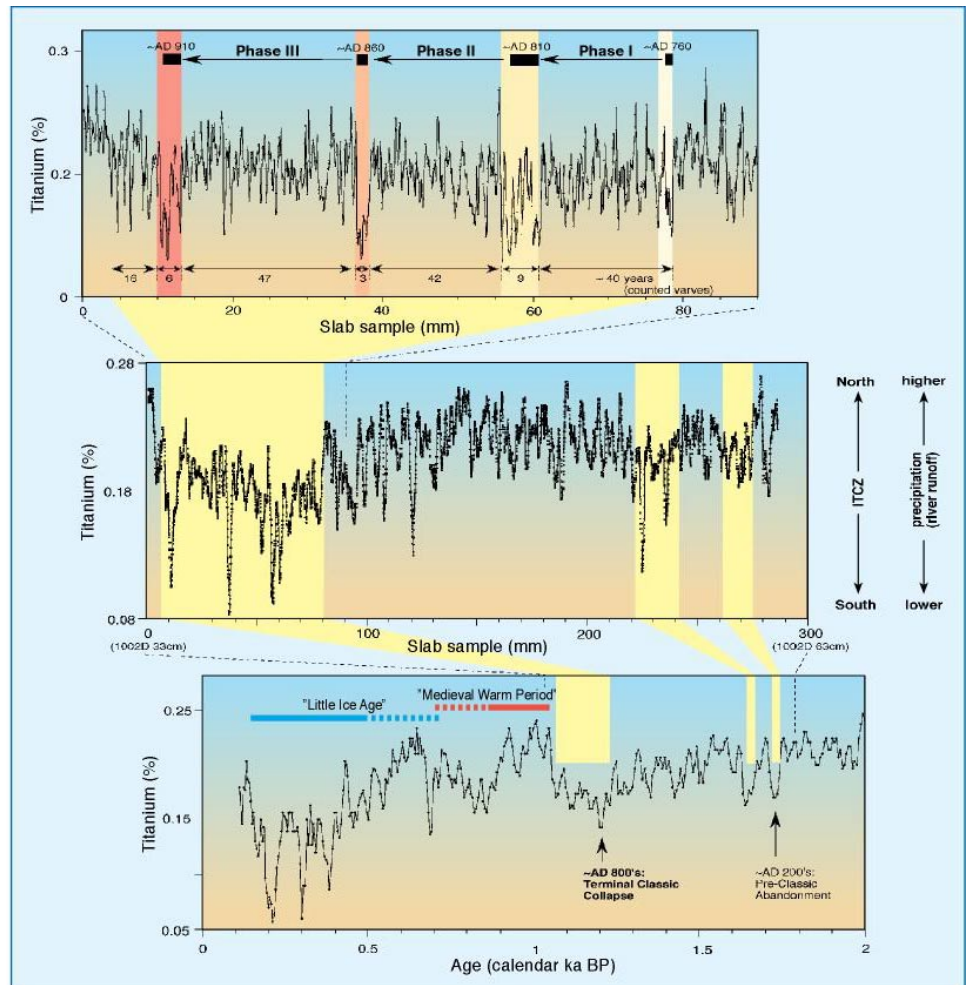 ~AD 910 Phase III ~AD 860 Phase II ~AD 810 Phase I ~AD 760
0.3
0.2
0
Titanium (%)
16 6 47 3 42 9 ~ 40 years
(counted varves)
0 20 40 60 80
Slab sample (mm)
0.28
0.18
0.08
Titanium (%)
North higher
ITCZ
precipitation
(river runoff)
South lower
0 100 200 300
(1002D 33cm) Slab sample (mm) (1002D 63cm)
"Medieval Warm Period"
"Little Ice Age"
0.25
0.15
0.05
Titanium (%)
~AD 800's:
Terminal Classic
Collapse
~AD 200's:
Pre-Classic
Abandonment
0 0.5 1 1.5 2
Age (calendar ka BP)